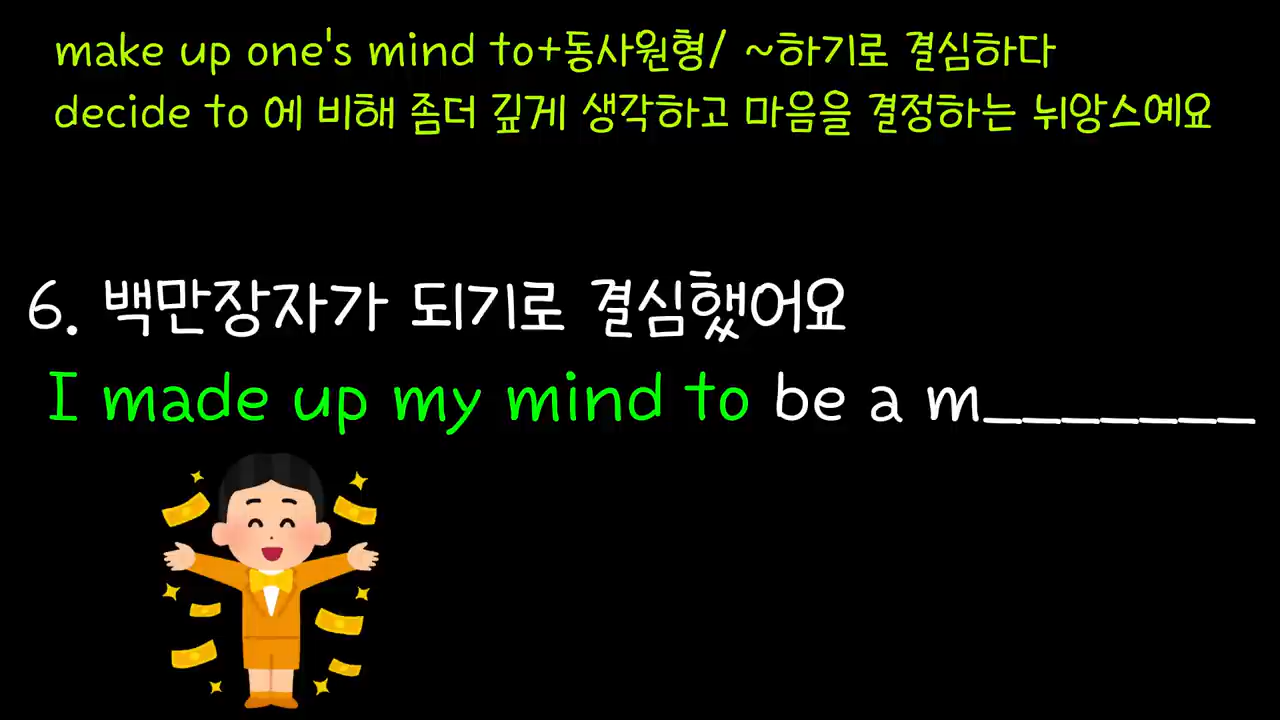 make up one's mind to+동사원형/ ~하기로 결심하다
decide to 에 비해 좀더 깊게 생각하고 마음을 결정하는 뉘앙스예요
6. 백만장자가 되기로 결심했어요
I made up my mind to be a m_______